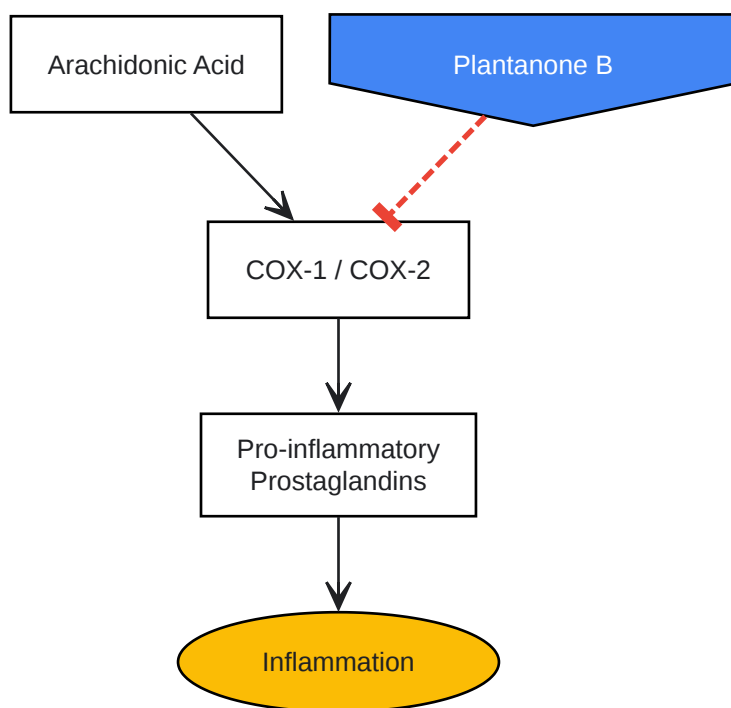 Arachidonic Acid
Plantanone B
COX-1 / COX-2
Pro-inflammatory
Prostaglandins
Inflammation